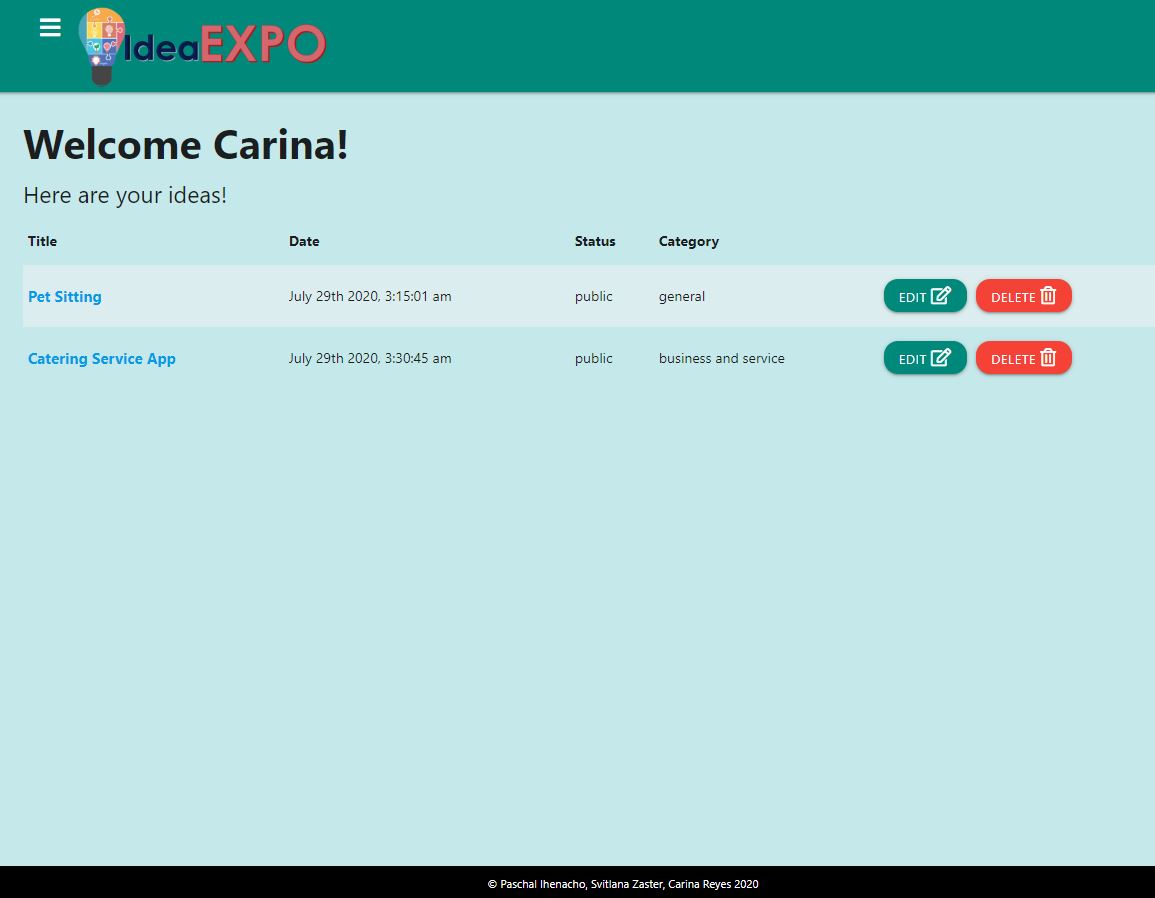 IdeaEXPO
Welcome Carina!
Here are your ideas!
Title Date Status Category
Pet Sitting July 29th 2020, 3:15:01 am public general EDIT DELETE
Catering Service App July 29th 2020, 3:30:45 am public business and service EDIT DELETE
© Paschal Ihenacho, Svitlana Zaster, Carina Reyes 2020